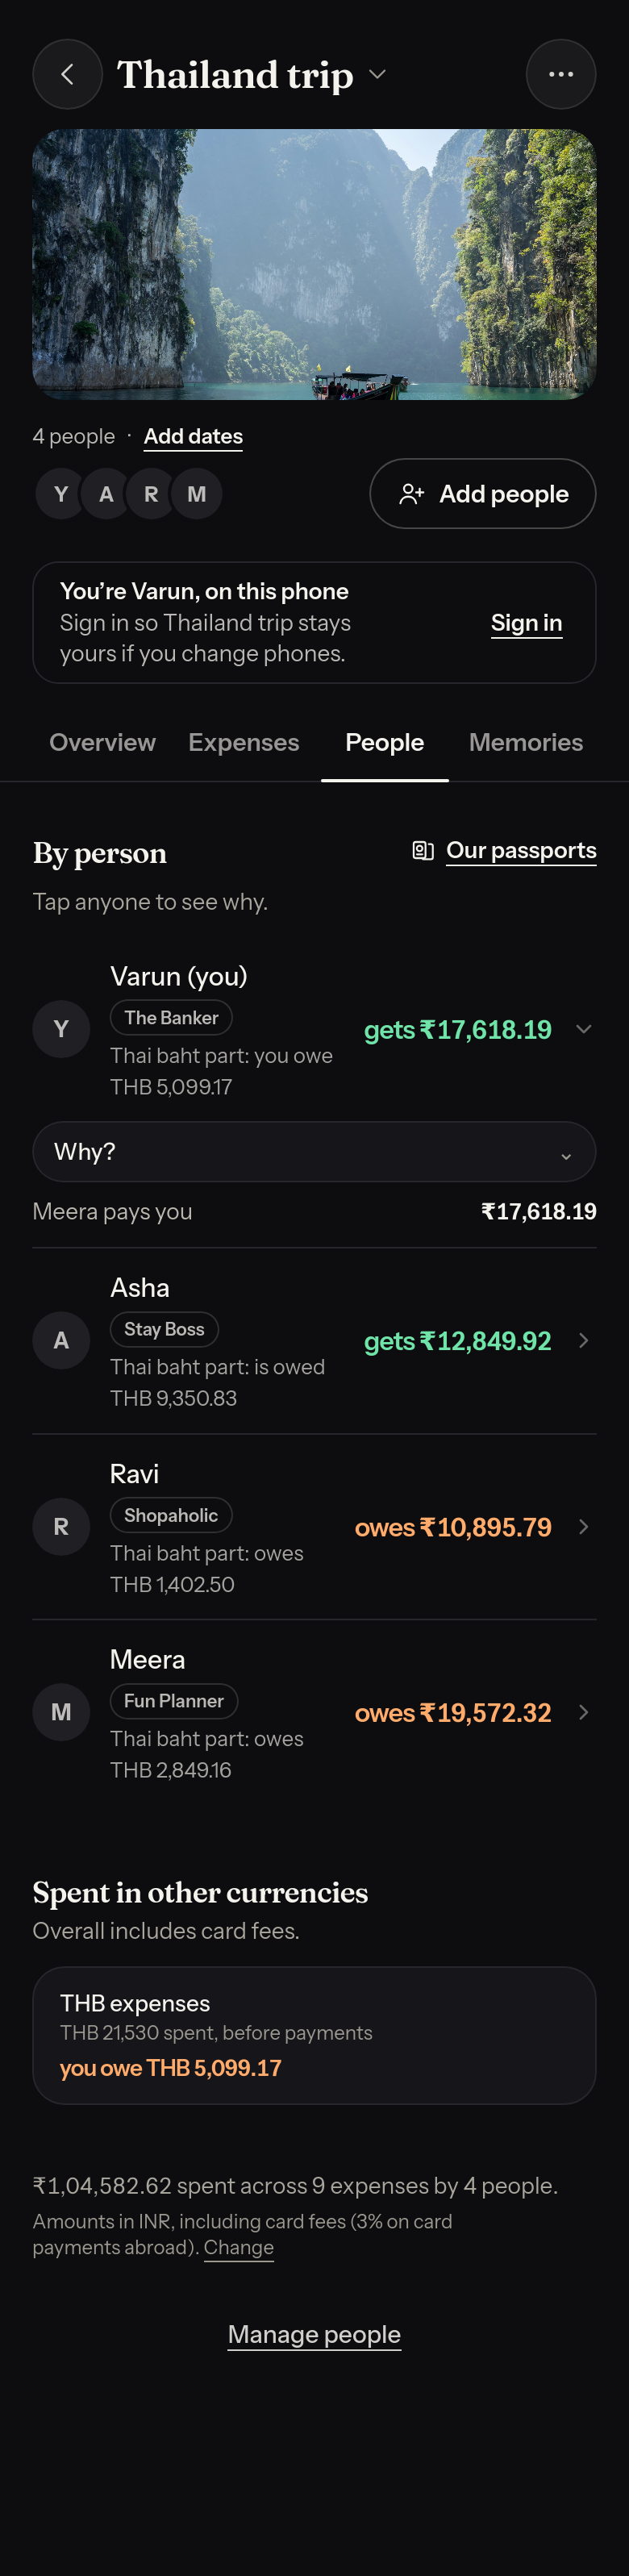 Thailand trip
4 people · Add dates
Y A R M
Add people
You’re Varun, on this phone
Sign in so Thailand trip stays
yours if you change phones.
Sign in
Overview Expenses People Memories
By person
Our passports
Tap anyone to see why.
Y
Varun (you)
The Banker
Thai baht part: you owe
THB 5,099.17
gets ₹17,618.19
Why?
Meera pays you ₹17,618.19
A
Asha
Stay Boss
Thai baht part: is owed
THB 9,350.83
gets ₹12,849.92
R
Ravi
Shopaholic
Thai baht part: owes
THB 1,402.50
owes ₹10,895.79
M
Meera
Fun Planner
Thai baht part: owes
THB 2,849.16
owes ₹19,572.32
Spent in other currencies
Overall includes card fees.
THB expenses
THB 21,530 spent, before payments
you owe THB 5,099.17
₹1,04,582.62 spent across 9 expenses by 4 people.
Amounts in INR, including card fees (3% on card
payments abroad). Change
Manage people